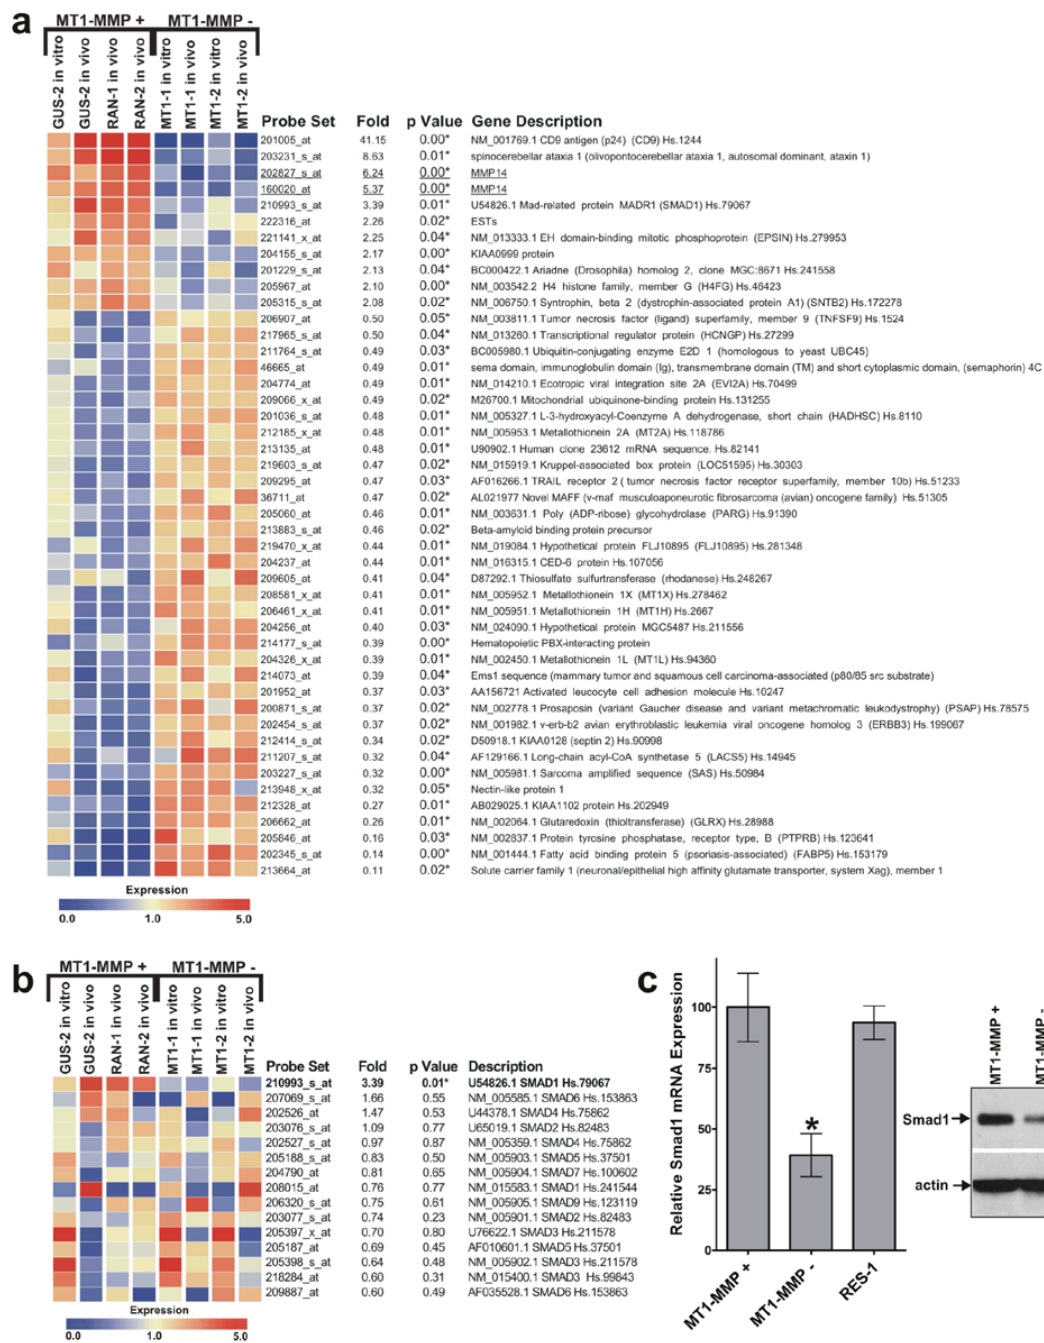 a
MT1-MMP + MT1-MMP -
GUS-2 in vitro
GUS-2 in vivo
RAN-1 in vivo
RAN-2 in vivo
MT1-1 in vitro
MT1-1 in vivo
MT1-2 in vitro
MT1-2 in vivo
Probe Set Fold p Value Gene Description
201005_at 41.15 0.00* NM_001769.1 CD9 antigen (p24) (CD9) Hs.1244
203231_s_at 8.63 0.01* spinocerebellar ataxia 1 (olivopontocerebellar ataxia 1, autosomal dominant, ataxin 1)
202827_s_at 6.24 0.00* MMP14
160020_at 5.37 0.00* MMP14
210993_s_at 3.39 0.01* U54826.1 Mad-related protein MADR1 (SMAD1) Hs.79067
222316_at 2.26 0.02* ESTs
221141_x_at 2.25 0.04* NM_013333.1 EH domain-binding mitotic phosphoprotein (EPSIN) Hs.279953
204155_s_at 2.17 0.00* KIAA0999 protein
201229_s_at 2.13 0.04* BC000422.1 Ariadne (Drosophila) homolog 2, clone MGC:8671 Hs.241558
205967_at 2.10 0.00* NM_003542.2 H4 histone family, member G (H4FG) Hs.46423
205315_s_at 2.08 0.02* NM_006750.1 Syntrophin, beta 2 (dystrophin-associated protein A1) (SNTB2) Hs.172278
206907_at 0.50 0.05* NM_003811.1 Tumor necrosis factor (ligand) superfamily, member 9 (TNFSF9) Hs.1524
217965_s_at 0.50 0.04* NM_013260.1 Transcriptional regulator protein (HCNGP) Hs.27299
211764_s_at 0.49 0.03* BC005980.1 Ubiquitin-conjugating enzyme E2D 1 (homologous to yeast UBC45)
46665_at 0.49 0.01* sema domain, immunoglobulin domain (Ig), transmembrane domain (TM) and short cytoplasmic domain, (semaphorin) 4C
204774_at 0.49 0.01* NM_014210.1 Ecotropic viral integration site 2A (EVI2A) Hs.70499
209066_x_at 0.49 0.02* M26700.1 Mitochondrial ubiquinone-binding protein Hs.131255
201036_s_at 0.48 0.01* NM_005327.1 L-3-hydroxyacyl-Coenzyme A dehydrogenase, short chain (HADHSC) Hs.8110
212185_x_at 0.48 0.01* NM_005953.1 Metallothionein 2A (MT2A) Hs.118786
213135_at 0.48 0.01* U90902.1 Human clone 23612 mRNA sequence. Hs.82141
219603_s_at 0.47 0.02* NM_015919.1 Kruppel-associated box protein (LOC51595) Hs.30303
209295_at 0.47 0.03* AF016266.1 TRAIL receptor 2 ( tumor necrosis factor receptor superfamily, member 10b) Hs.51233
36711_at 0.47 0.02* AL021977 Novel MAFF (v-maf musculoaponeurotic fibrosarcoma (avian) oncogene family) Hs.51305
205060_at 0.46 0.01* NM_003631.1 Poly (ADP-ribose) glycohydrolase (PARG) Hs.91390
213883_s_at 0.46 0.02* Beta-amyloid binding protein precursor
219470_x_at 0.44 0.01* NM_019084.1 Hypothetical protein FLJ10895 (FLJ10895) Hs.281348
204237_at 0.44 0.01* NM_016315.1 CED-6 protein Hs.107056
209605_at 0.41 0.04* D87292.1 Thiosulfate sulfurtransferase (rhodanese) Hs.248267
208581_x_at 0.41 0.01* NM_005952.1 Metallothionein 1X (MT1X) Hs.278462
206461_x_at 0.41 0.01* NM_005951.1 Metallothionein 1H (MT1H) Hs.2667
204256_at 0.40 0.03* NM_024090.1 Hypothetical protein MGC5487 Hs.211556
214177_s_at 0.39 0.00* Hematopoietic PBX-interacting protein
204326_x_at 0.39 0.01* NM_002450.1 Metallothionein 1L (MT1L) Hs.94360
214073_at 0.39 0.04* Ems1 sequence (mammary tumor and squamous cell carcinoma-associated (p80/85 src substrate)
201952_at 0.37 0.03* AA156721 Activated leucocyte cell adhesion molecule Hs.10247
200871_s_at 0.37 0.02* NM_002778.1 Prosaposin (variant Gaucher disease and variant metachromatic leukodystrophy) (PSAP) Hs.78575
202454_s_at 0.37 0.02* NM_001982.1 v-erb-b2 avian erythroblastic leukemia viral oncogene homolog 3 (ERBB3) Hs.199067
212414_s_at 0.34 0.02* D50918.1 KIAA0128 (septin 2) Hs.90998
211207_s_at 0.32 0.04* AF129166.1 Long-chain acyl-CoA synthetase 5 (LACS5) Hs.14945
203227_s_at 0.32 0.00* NM_005981.1 Sarcoma amplified sequence (SAS) Hs.50984
213948_x_at 0.32 0.05* Nectin-like protein 1
212328_at 0.27 0.01* AB029025.1 KIAA1102 protein Hs.202949
206662_at 0.26 0.01* NM_002064.1 Glutaredoxin (thioltransferase) (GLRX) Hs.28988
205846_at 0.16 0.03* NM_002837.1 Protein tyrosine phosphatase, receptor type, B (PTPRB) Hs.123641
202345_s_at 0.14 0.00* NM_001444.1 Fatty acid binding protein 5 (psoriasis-associated) (FABP5) Hs.153179
213664_at 0.11 0.02* Solute carrier family 1 (neuronal/epithelial high affinity glutamate transporter, system Xag), member 1
Expression
0.0 1.0 5.0
b
MT1-MMP + MT1-MMP -
GUS-2 in vitro
GUS-2 in vivo
RAN-1 in vivo
RAN-2 in vivo
MT1-1 in vitro
MT1-1 in vivo
MT1-2 in vitro
MT1-2 in vivo
Probe Set Fold p Value Description
210993_s_at 3.39 0.01* U54826.1 SMAD1 Hs.79067
207069_s_at 1.66 0.55 NM_005585.1 SMAD6 Hs.153863
202526_at 1.47 0.53 U44378.1 SMAD4 Hs.75862
203076_s_at 1.09 0.77 U65019.1 SMAD2 Hs.82483
202527_s_at 0.97 0.87 NM_005359.1 SMAD4 Hs.75862
205188_s_at 0.83 0.50 NM_005903.1 SMAD5 Hs.37501
204790_at 0.81 0.65 NM_005904.1 SMAD7 Hs.100602
208015_at 0.76 0.77 NM_015583.1 SMAD1 Hs.241544
206320_s_at 0.75 0.61 NM_005905.1 SMAD9 Hs.123119
203077_s_at 0.74 0.23 NM_005901.1 SMAD2 Hs.82483
205397_x_at 0.70 0.80 U76622.1 SMAD3 Hs.211578
205187_at 0.69 0.45 AF010601.1 SMAD5 Hs.37501
205398_s_at 0.64 0.48 NM_005902.1 SMAD3 Hs.211578
218284_at 0.60 0.31 NM_015400.1 SMAD3 Hs.99843
209887_at 0.60 0.49 AF035528.1 SMAD6 Hs.153863
Expression
0.0 1.0 5.0
c
Relative Smad1 mRNA Expression
100
75
50
25
0
*
MT1-MMP +
MT1-MMP -
RES-1
MT1-MMP +
MT1-MMP -
Smad1
actin